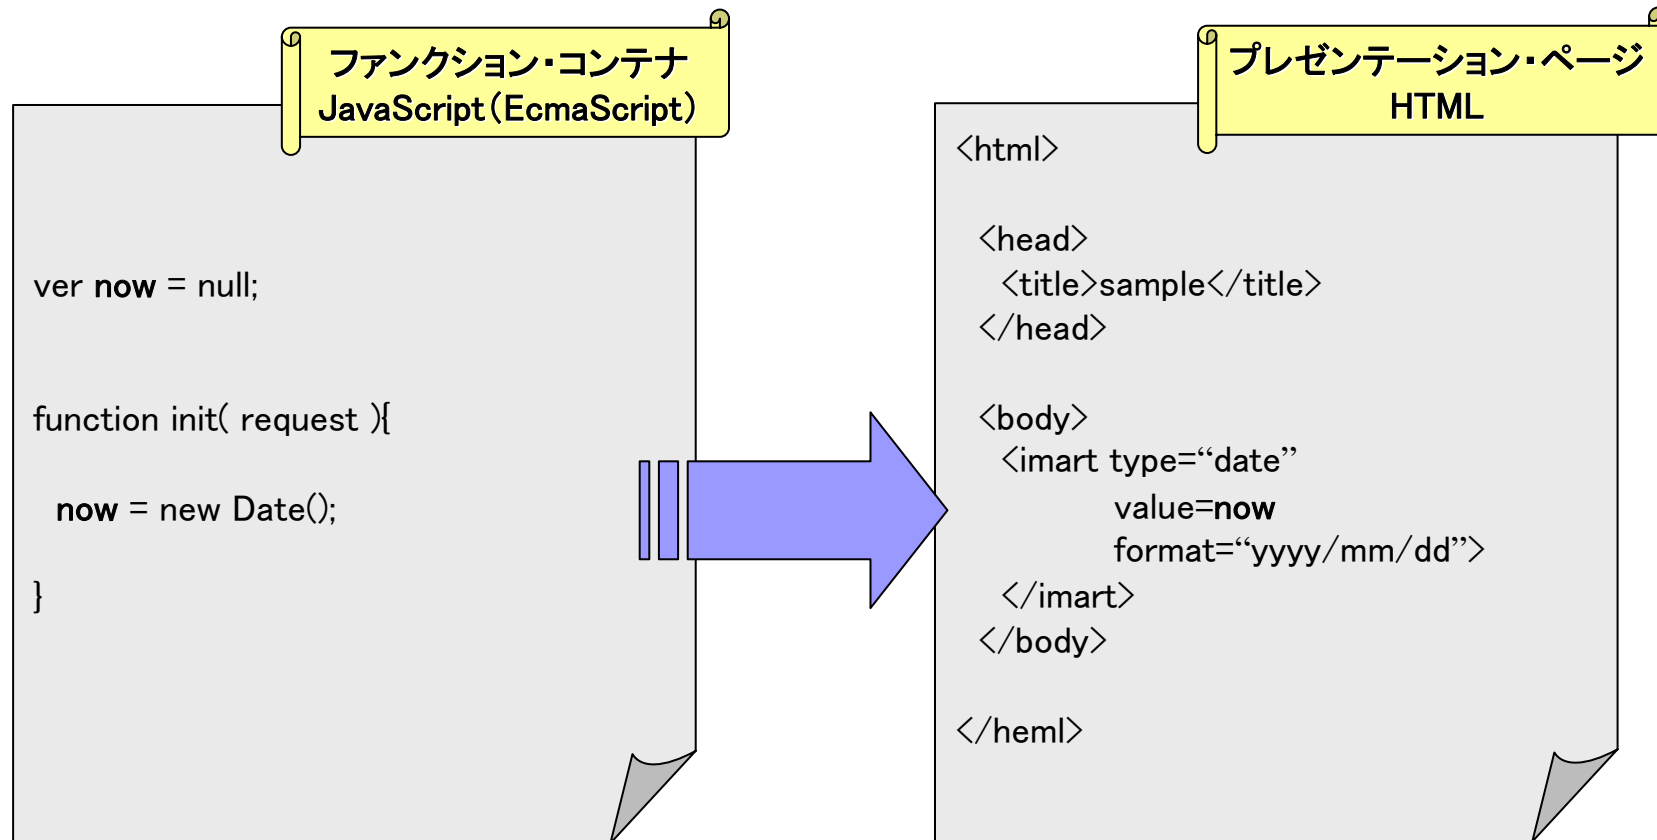 ファンクション・コンテナ
JavaScript(EcmaScript)
ver now = null;
function init( request ){
now = new Date();
}
プレゼンテーション・ページ
HTML
<html>
<head>
<title>sample</title>
</head>
<body>
<imart type=“date”
value=now
format=“yyyy/mm/dd”>
</imart>
</body>
</heml>